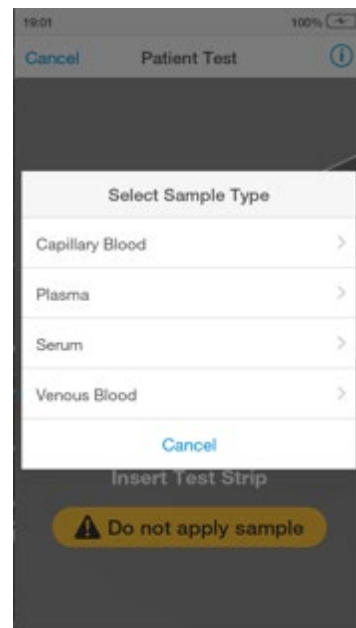 19:01 100%
Cancel Patient Test
Select Sample Type
Capillary Blood
Plasma
Serum
Venous Blood
Cancel
Insert Test Strip
Do not apply sample